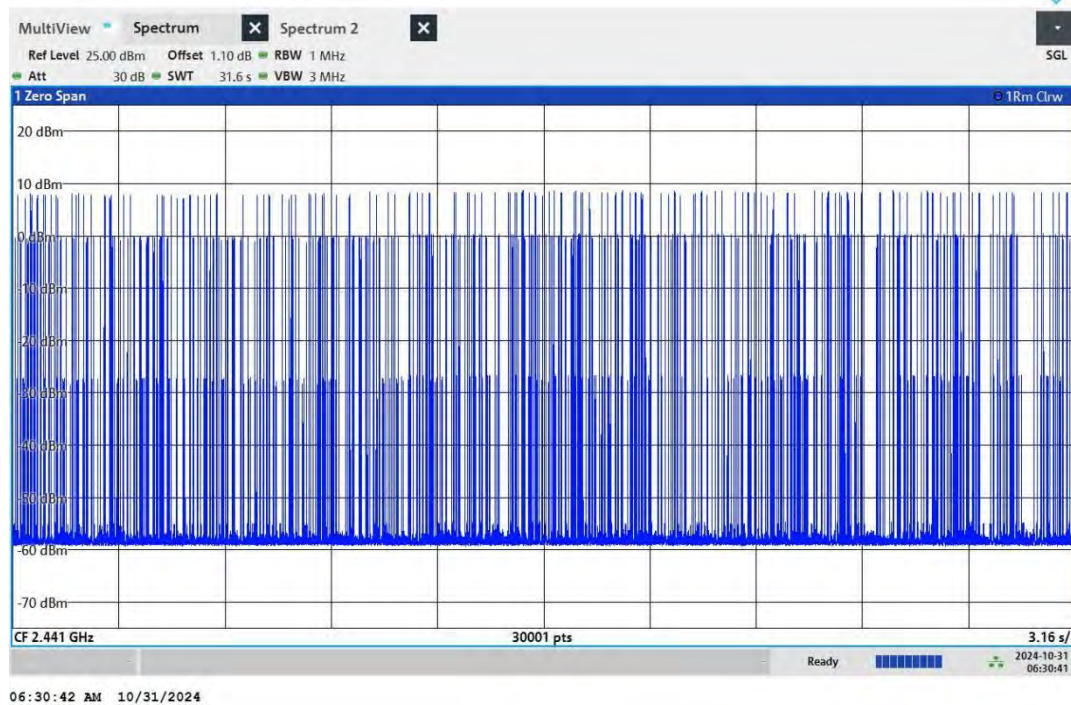 MultiView Spectrum X Spectrum 2 X
Ref Level 25.00 dBm Offset 1.10 dB RBW 1 MHz SGL
Att 30 dB SWT 31.6 s VBW 3 MHz
1 Zero Span 1Rm Clrw
20 dBm
10 dBm
0 dBm
-10 dBm
-20 dBm
-30 dBm
-40 dBm
-50 dBm
-60 dBm
-70 dBm
CF 2.441 GHz 30001 pts 3.16 s/
Ready 2024-10-31
06:30:41
06:30:42 AM 10/31/2024